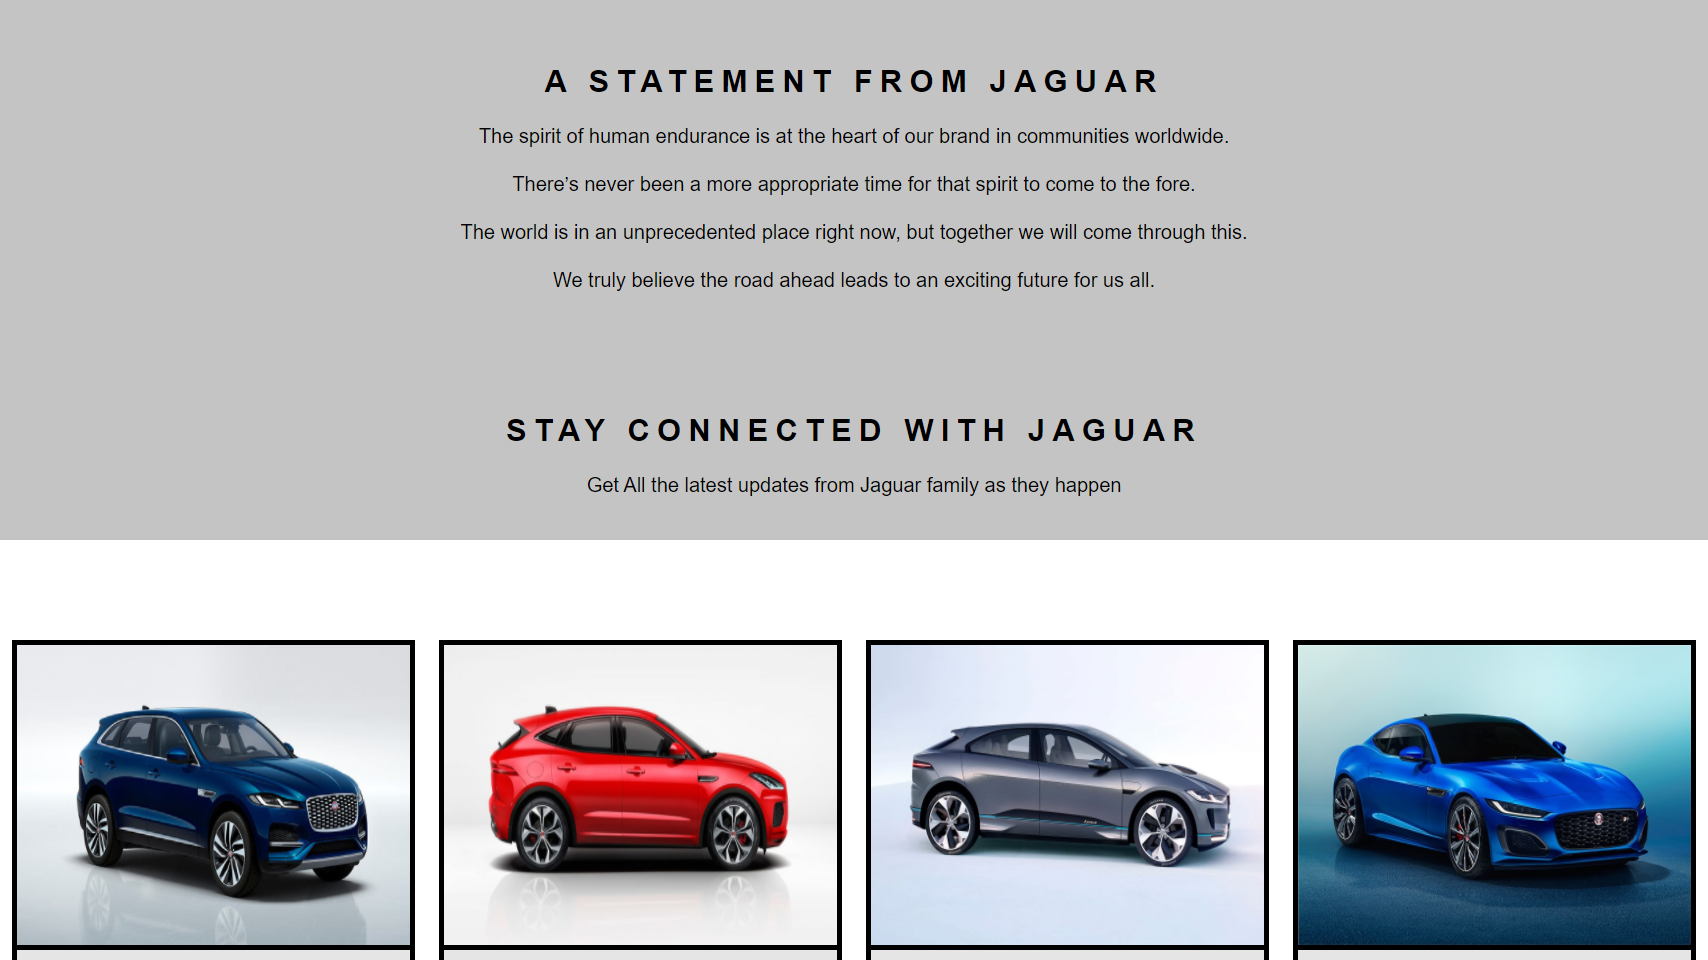 A STATEMENT FROM JAGUAR
The spirit of human endurance is at the heart of our brand in communities worldwide.
There’s never been a more appropriate time for that spirit to come to the fore.
The world is in an unprecedented place right now, but together we will come through this.
We truly believe the road ahead leads to an exciting future for us all.
STAY CONNECTED WITH JAGUAR
Get All the latest updates from Jaguar family as they happen